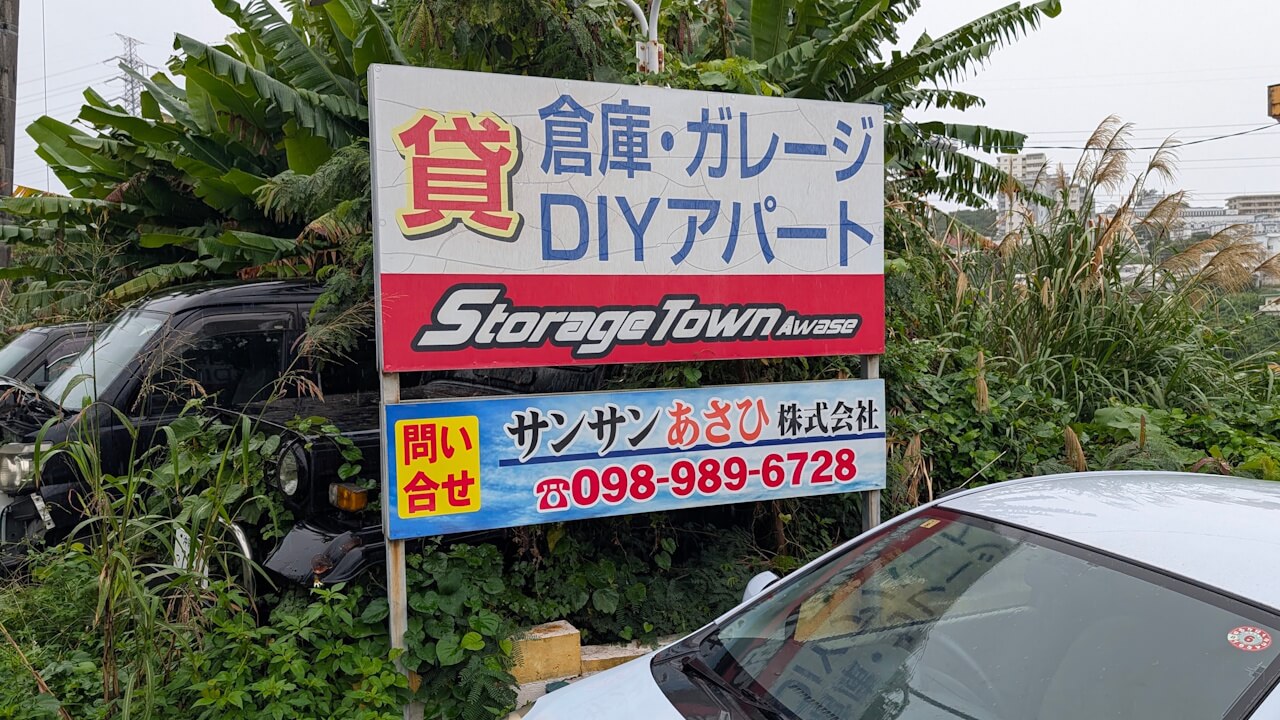 貸
倉庫・ガレージ
DIYアパート
StorageTown Awase
問い
合せ
サンサンあさひ株式会社
☎098-989-6728